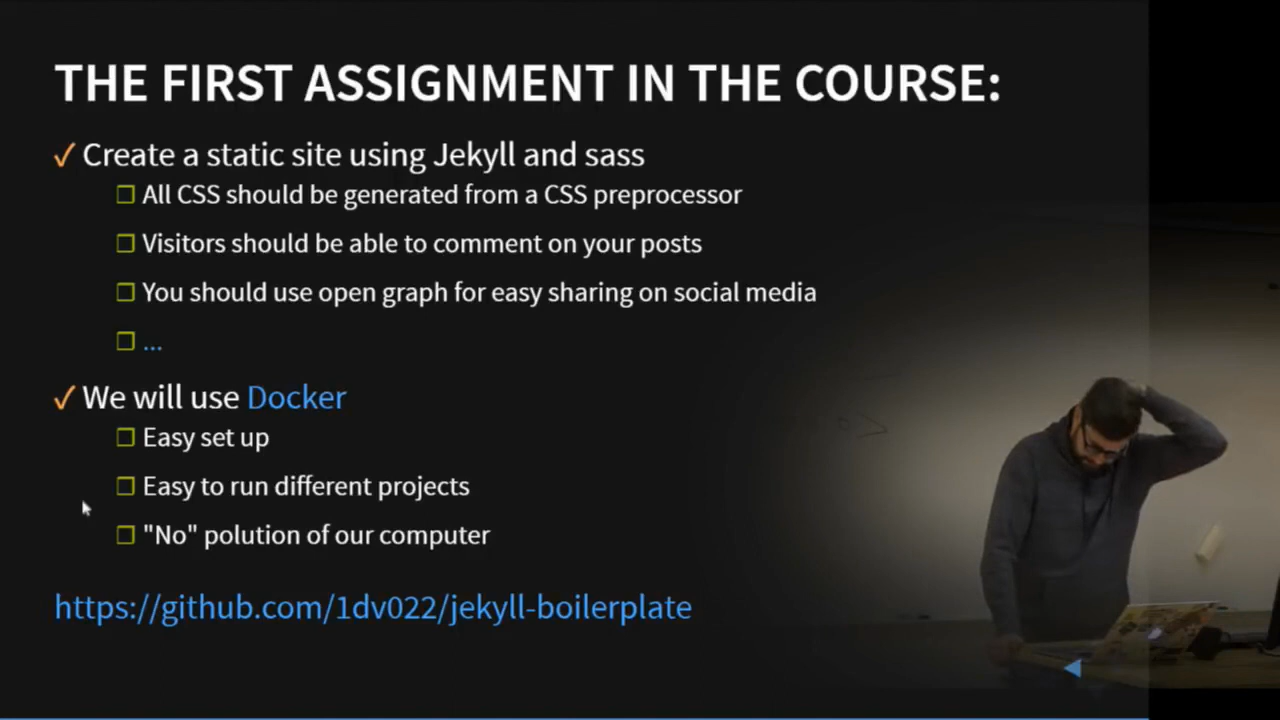 THE FIRST ASSIGNMENT IN THE COURSE:
Create a static site using Jekyll and sass
All CSS should be generated from a CSS preprocessor
Visitors should be able to comment on your posts
You should use open graph for easy sharing on social media
...
We will use Docker
Easy set up
Easy to run different projects
"No" polution of our computer
https://github.com/1dv022/jekyll-boilerplate